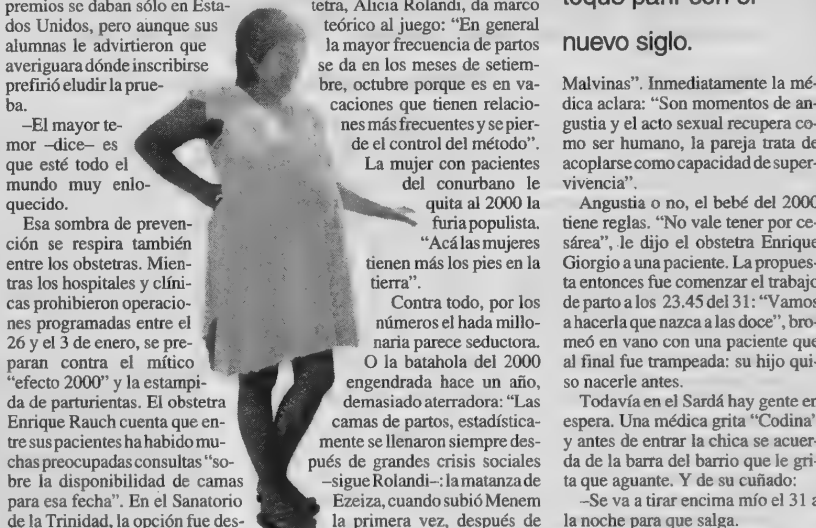 premios se daban sólo en Esta-
dos Unidos, pero aunque sus
alumnas le advirtieron que
averiguara dónde inscribirse
prefirió eludir la prue-
ba.
–El mayor te-
mor –dice– es
que esté todo el
mundo muy enlo-
quecido.
Esa sombra de preven-
ción se respira también
entre los obstetras. Mien-
tras los hospitales y clíni-
cas prohibieron operacio-
nes programadas entre el
26 y el 3 de enero, se pre-
paran contra el mítico
"efecto 2000" y la estampi-
da de parturientas. El obstetra
Enrique Rauch cuenta que en-
tre sus pacientes ha habido mu-
chas preocupadas consultas "so-
bre la disponibilidad de camas
para esa fecha". En el Sanatorio
de la Trinidad, la opción fue des-
tetra, Alicia Rolandi, da marco
teórico al juego: "En general
la mayor frecuencia de partos
se da en los meses de setiem-
bre, octubre porque es en va-
caciones que tienen relacio-
nes más frecuentes y se pier-
de el control del método".
La mujer con pacientes
del conurbano le
quita al 2000 la
furia populista.
"Acá las mujeres
tienen más los pies en la
tierra".
Contra todo, por los
números el hada millo-
naria parece seductora.
O la batahola del 2000
engendrada hace un año,
demasiado aterradora: "Las
camas de partos, estadística-
mente se llenaron siempre des-
pués de grandes crisis sociales
–sigue Rolandi–: la matanza de
Ezeiza, cuando subió Menem
la primera vez, después de
nuevo siglo.
Malvinas". Inmediatamente la mé-
dica aclara: "Son momentos de an-
gustia y el acto sexual recupera co-
mo ser humano, la pareja trata de
acoplarse como capacidad de super-
vivencia".
Angustia o no, el bebé del 2000
tiene reglas. "No vale tener por ce-
sárea", le dijo el obstetra Enrique
Giorgio a una paciente. La propues-
ta entonces fue comenzar el trabajo
de parto a los 23.45 del 31: "Vamos
a hacerla que nazca a las doce", bro-
meó en vano con una paciente que
al final fue trampeada: su hijo qui-
so nacerle antes.
Todavía en el Sardá hay gente en
espera. Una médica grita "Codina"
y antes de entrar la chica se acuer-
da de la barra del barrio que le gri-
ta que aguante. Y de su cuñado:
–Se va a tirar encima mío el 31 a
la noche para que salga.